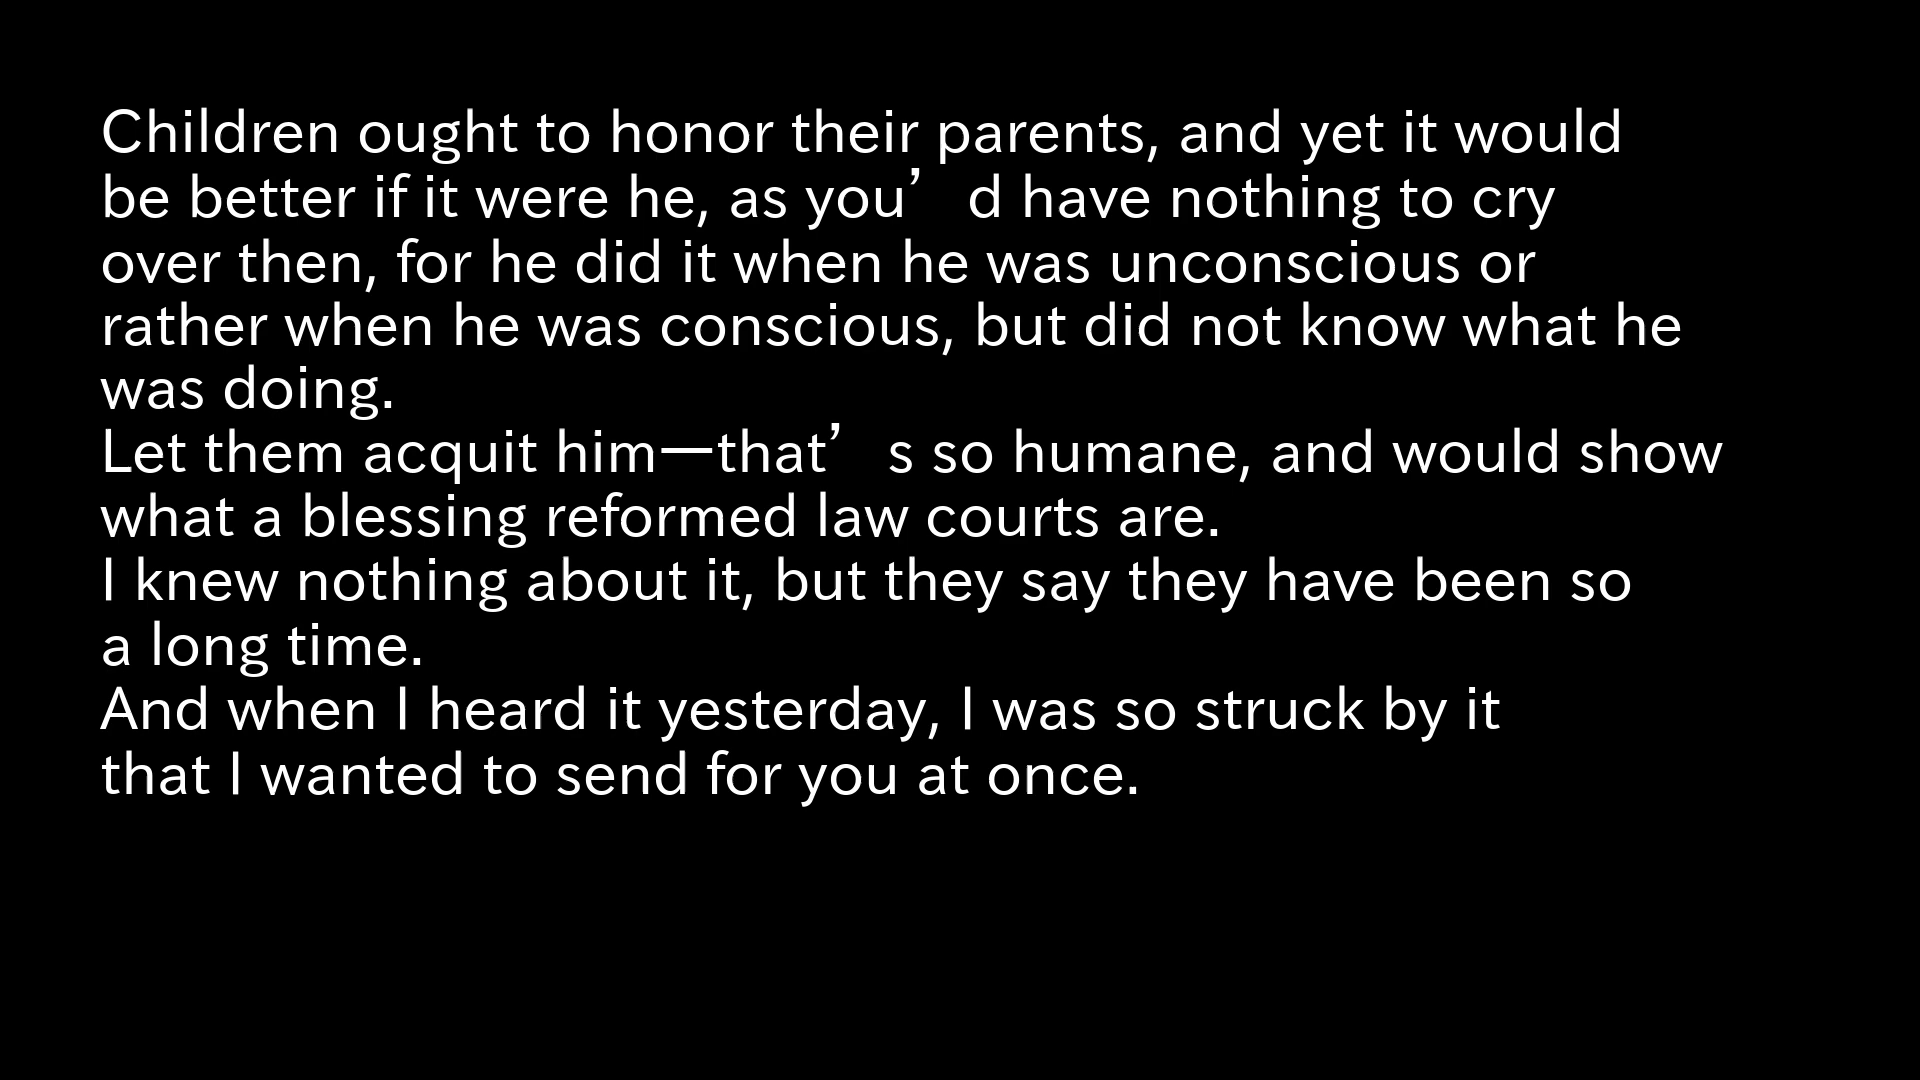 Children ought to honor their parents, and yet it would
be better if it were he, as you’d have nothing to cry
over then, for he did it when he was unconscious or
rather when he was conscious, but did not know what he
was doing.
Let them acquit him—that’s so humane, and would show
what a blessing reformed law courts are.
I knew nothing about it, but they say they have been so
a long time.
And when I heard it yesterday, I was so struck by it
that I wanted to send for you at once.